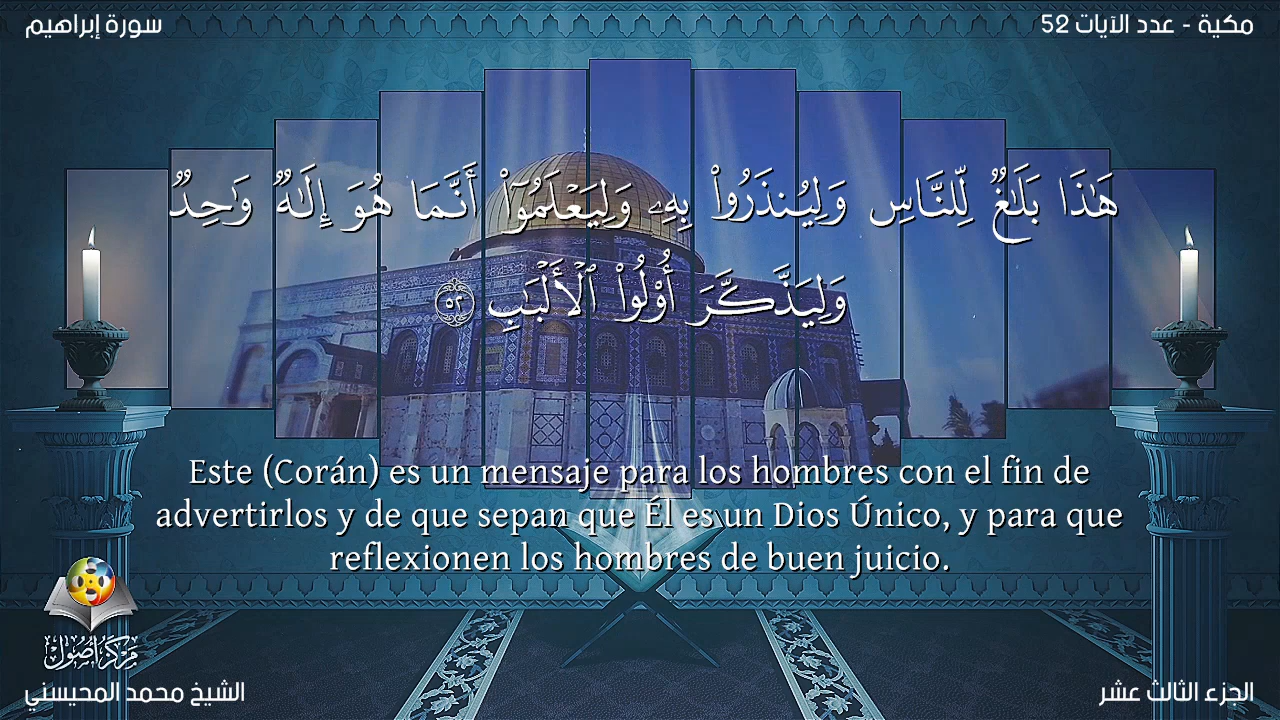 سورة إبراهيم
مكية - عدد الآيات 52
هَٰذَا بَلَٰغٌ لِّلنَّاسِ وَلِيُنذَرُوا۟ بِهِۦ وَلِيَعْلَمُوٓا۟ أَنَّمَا هُوَ إِلَٰهٌ وَٰحِدٌ
وَلِيَذَّكَّرَ أُو۟لُوا۟ ٱلْأَلْبَٰبِ ٥٢
Este (Corán) es un mensaje para los hombres con el fin de
advertirlos y de que sepan que Él es un Dios Único, y para que
reflexionen los hombres de buen juicio.
مركز أصول
الشيخ محمد المحيسني
الجزء الثالث عشر